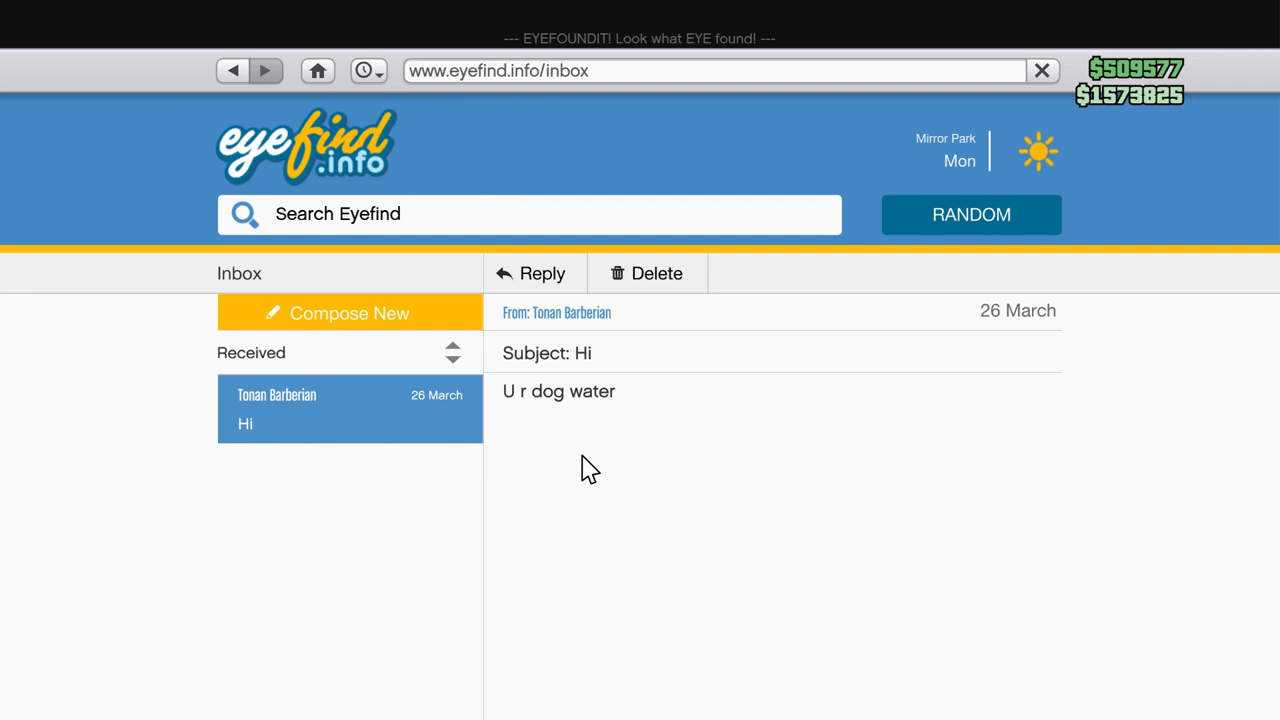 --- EYEFOUNDIT! Look what EYE found! ---
www.eyefind.info/inbox
$509577
$1573825
eyefind
.info
Mirror Park
Mon
Search Eyefind
RANDOM
Inbox
Reply
Delete
Compose New
From: Tonan Barberian
26 March
Received
Subject: Hi
Tonan Barberian
26 March
Hi
U r dog water